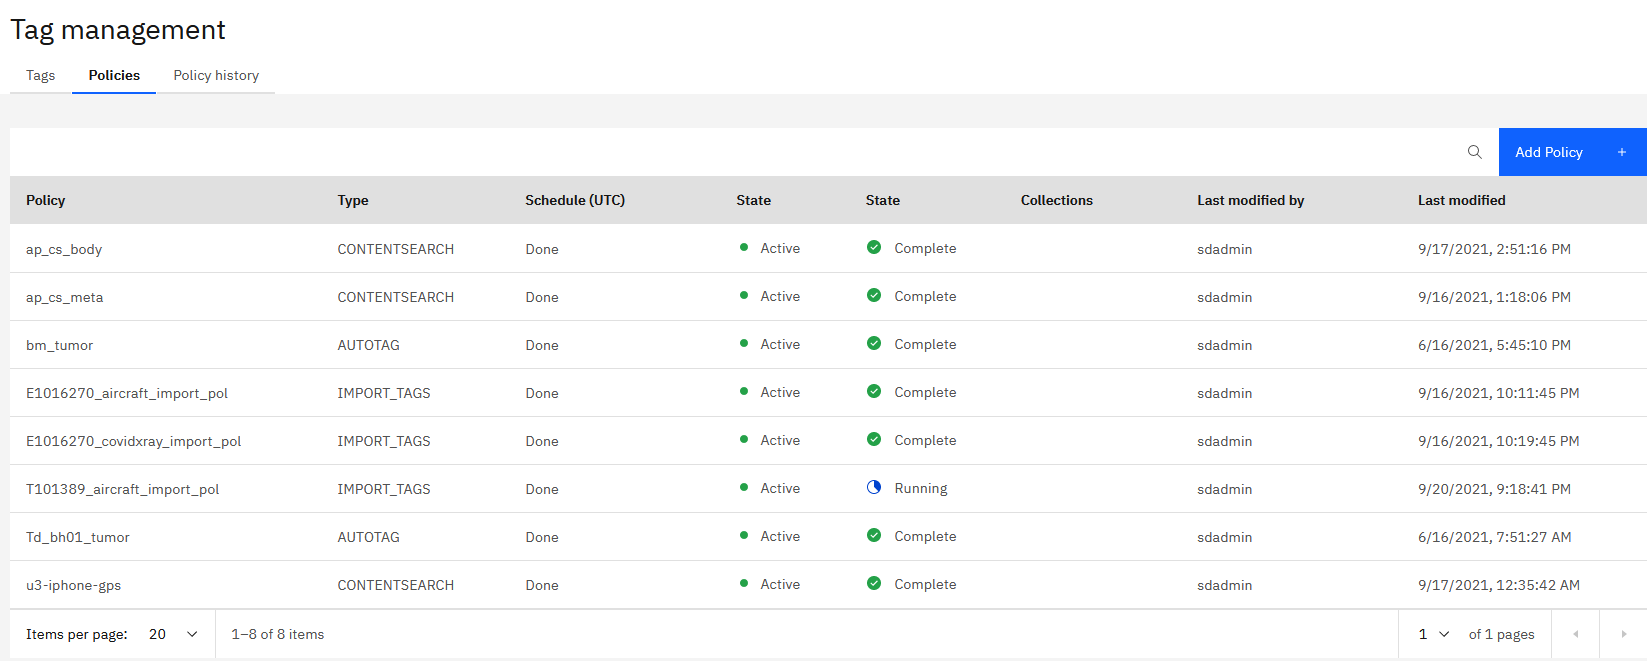 Tag management
Tags Policies Policy history
Add Policy +
Policy Type Schedule (UTC) State State Collections Last modified by Last modified
ap_cs_body CONTENTSEARCH Done Active Complete sdadmin 9/17/2021, 2:51:16 PM
ap_cs_meta CONTENTSEARCH Done Active Complete sdadmin 9/16/2021, 1:18:06 PM
bm_tumor AUTOTAG Done Active Complete sdadmin 6/16/2021, 5:45:10 PM
E1016270_aircraft_import_pol IMPORT_TAGS Done Active Complete sdadmin 9/16/2021, 10:11:45 PM
E1016270_covidxray_import_pol IMPORT_TAGS Done Active Complete sdadmin 9/16/2021, 10:19:45 PM
T101389_aircraft_import_pol IMPORT_TAGS Done Active Running sdadmin 9/20/2021, 9:18:41 PM
Td_bh01_tumor AUTOTAG Done Active Complete sdadmin 6/16/2021, 7:51:27 AM
u3-iphone-gps CONTENTSEARCH Done Active Complete sdadmin 9/17/2021, 12:35:42 AM
Items per page: 20 1–8 of 8 items 1 of 1 pages